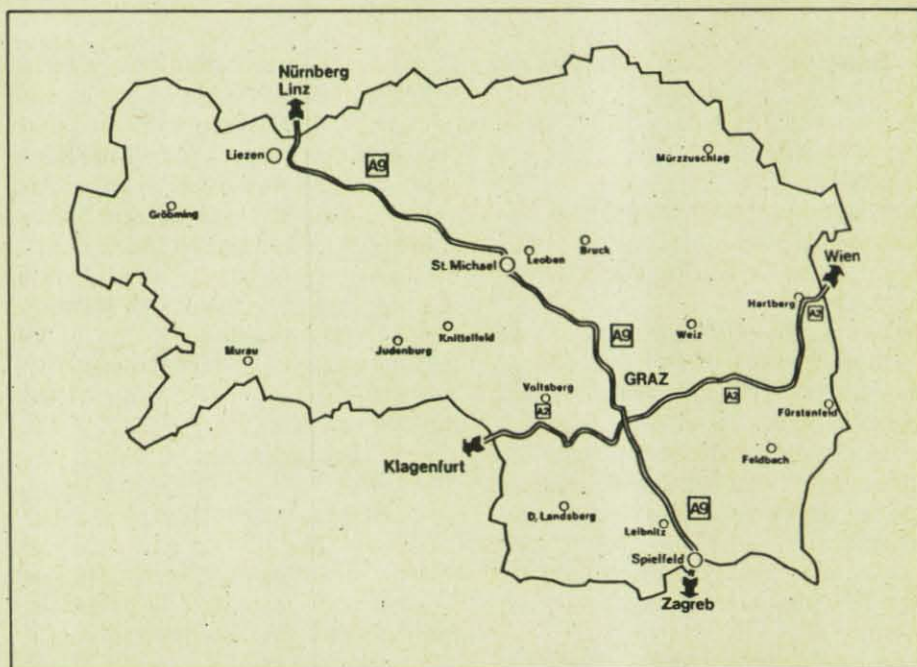 Nürnberg
Linz
Liezen
A9
Mürzzuschlag
Gröbming
St. Michael
Leoben
Bruck
Wien
Hartberg
A2
Murau
Judenburg
Knittelfeld
A9
Weiz
GRAZ
Voitsberg
A2
A2
Fürstenfeld
Klagenfurt
Feldbach
D. Landsberg
A9
Leibnitz
Spielfeld
Zagreb